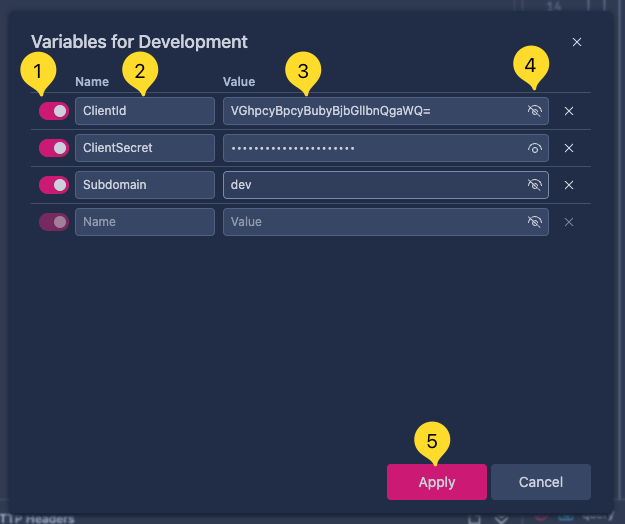 14
Variables for Development
1
2
3
4
Name
Value
ClientId
VGhpcyBpcyBubyBjbGllbnQgaWQ=
ClientSecret
••••••••••••••••••••••
Subdomain
dev
Name
Value
5
Apply
Cancel
TTP Headers